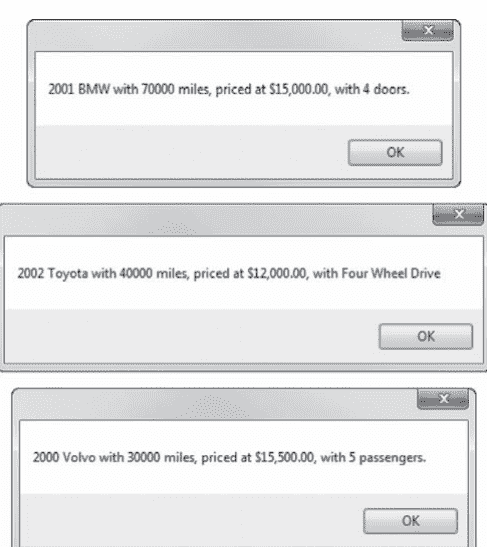 2001 BMW with 70000 miles, priced at $15,000.00, with 4 doors.
OK
2002 Toyota with 40000 miles, priced at $12,000.00, with Four Wheel Drive
OK
2000 Volvo with 30000 miles, priced at $15,500.00, with 5 passengers.
OK